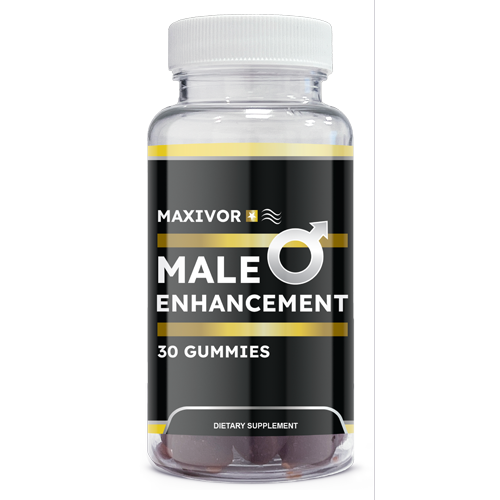 MAXIVOR
MALE
ENHANCEMENT
30 GUMMIES
DIETARY SUPPLEMENT